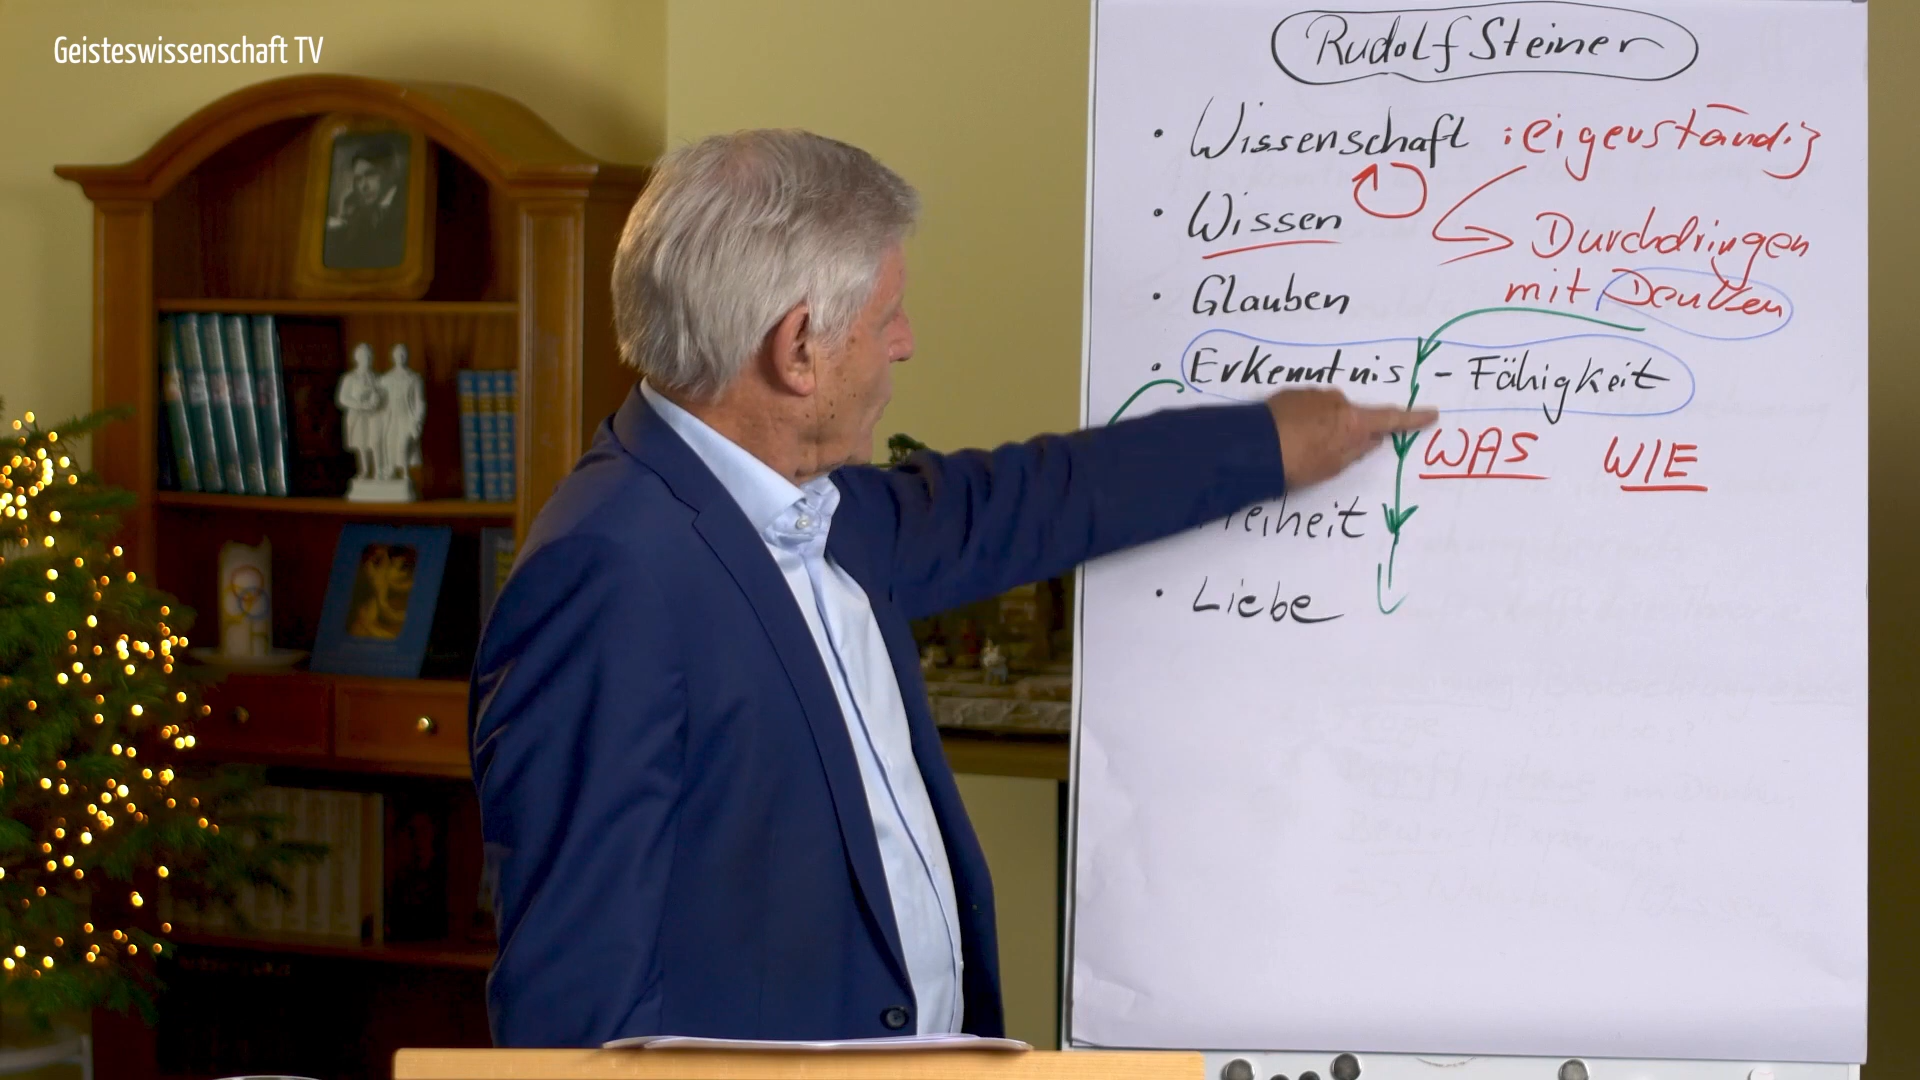 Geisteswissenschaft TV
Rudolf Steiner
• Wissenschaft : eigenständig
• Wissen
Durchdringen
mit Denken
• Glauben
• Erkenntnis - Fähigkeit
WAS WIE
reiheit
• Liebe